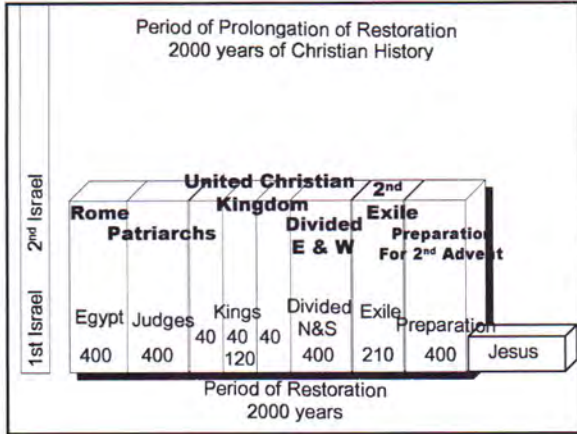 Period of Prolongation of Restoration
2000 years of Christian History
2nd Israel
1st Israel
United Christian
Kingdom
2nd
Exile
Rome
Patriarchs
Divided
E & W
Preparation
For 2nd Advent
Egypt
400
Judges
400
Kings
40 40 40
120
Divided
N&S
400
Exile
210
Preparation
400
Jesus
Period of Restoration
2000 years